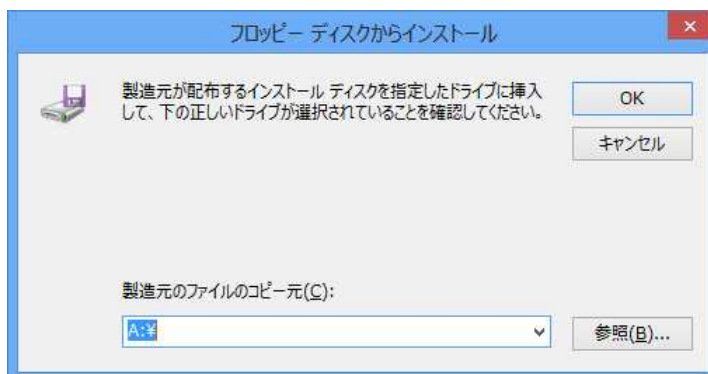 フロッピー ディスクからインストール
製造元が配布するインストール ディスクを指定したドライブに挿入
して、下の正しいドライブが選択されていることを確認してください。
OK
キャンセル
製造元のファイルのコピー元(C):
A:¥
参照(B)...